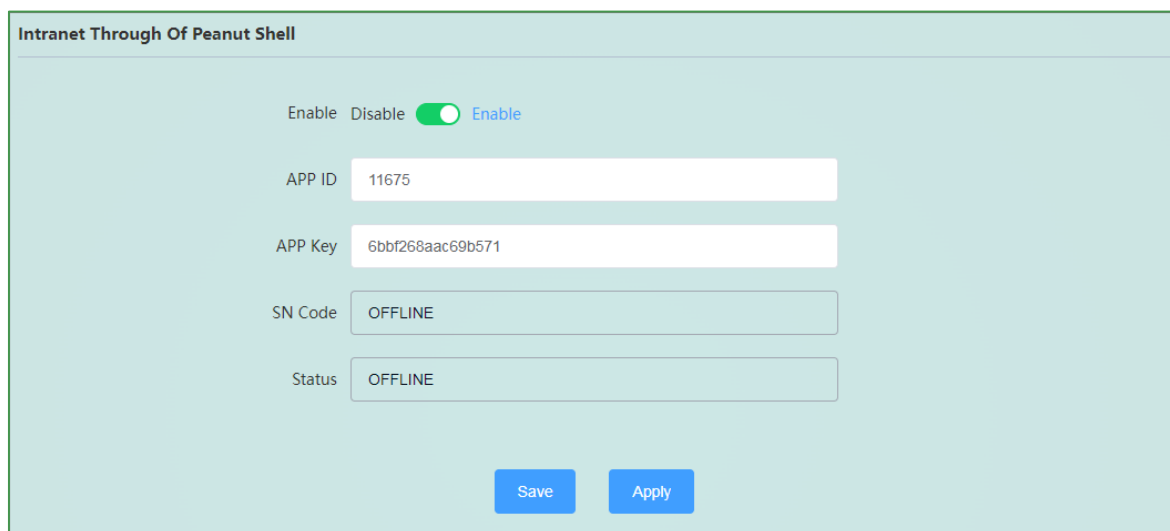 Intranet Through Of Peanut Shell
Enable Disable Enable
APP ID 11675
APP Key 6bbf268aac69b571
SN Code OFFLINE
Status OFFLINE
Save Apply